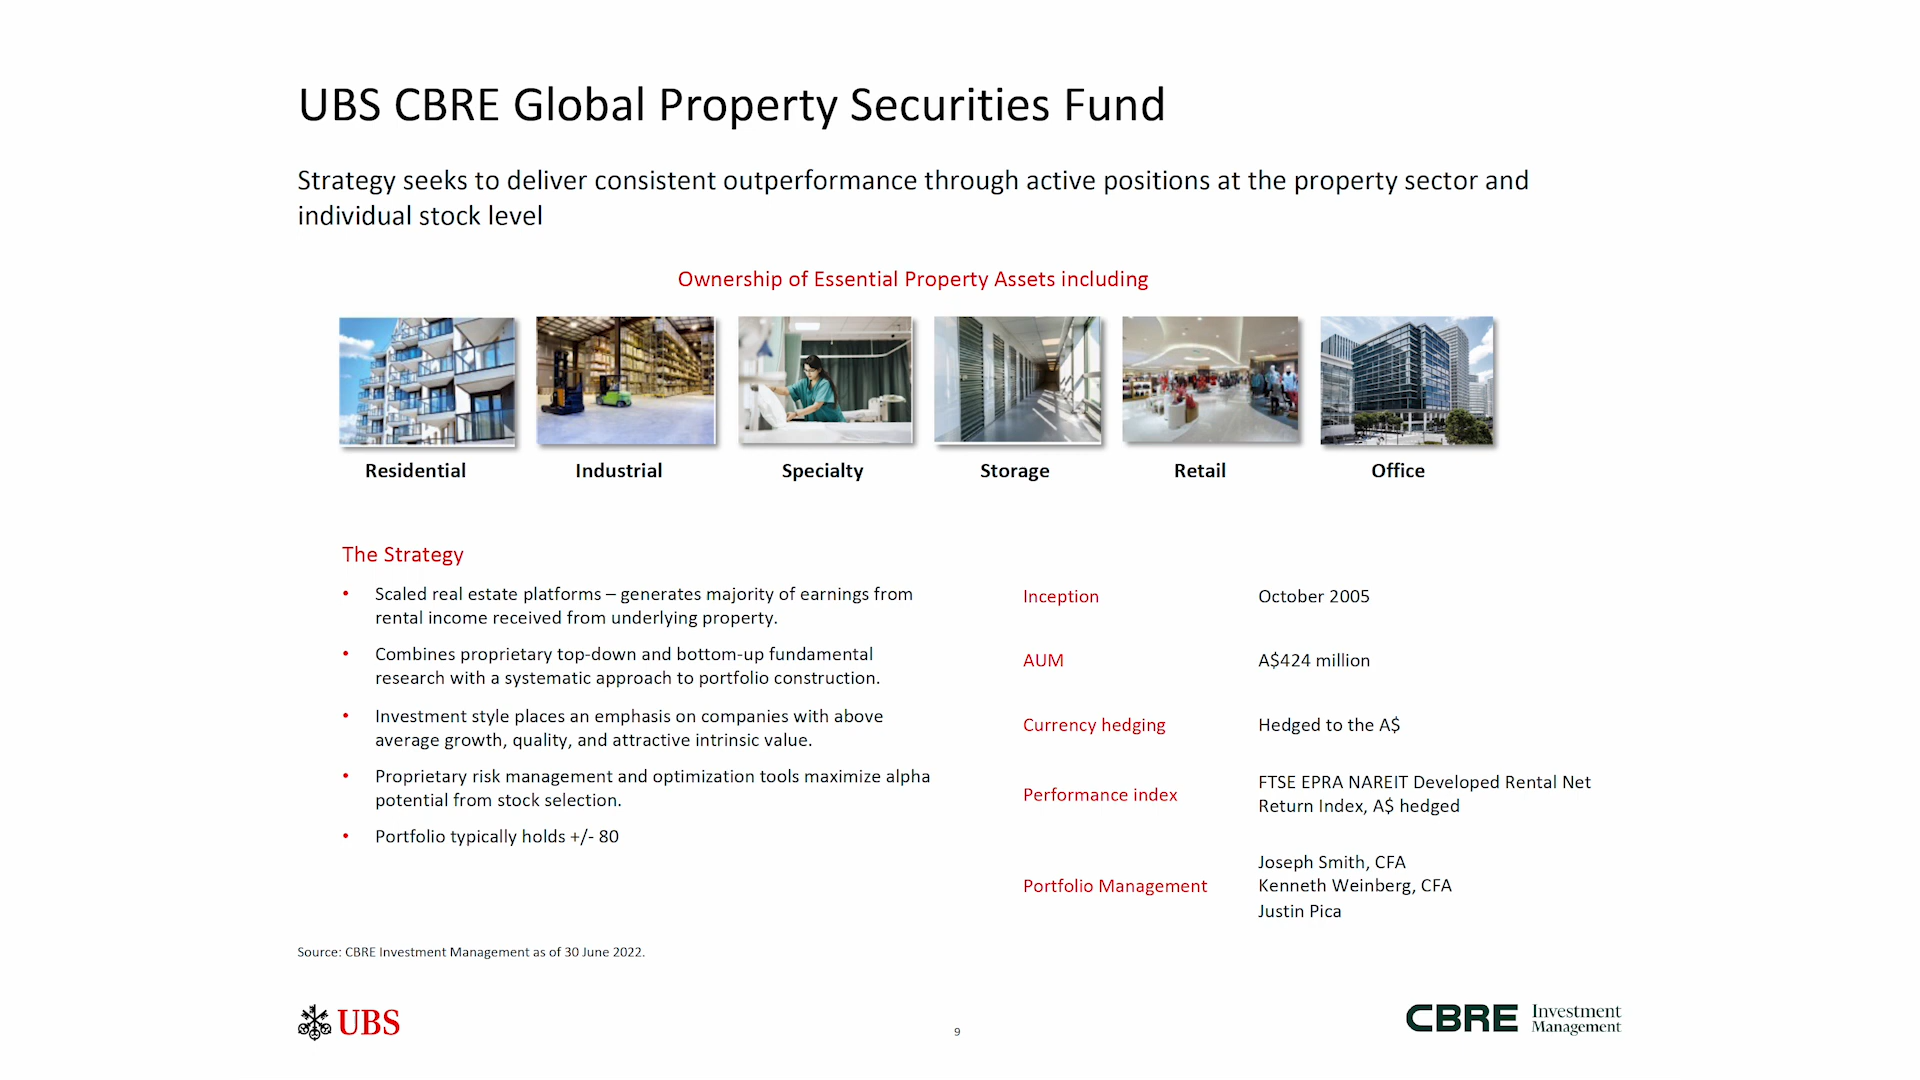 UBS CBRE Global Property Securities Fund
Strategy seeks to deliver consistent outperformance through active positions at the property sector and
individual stock level
Ownership of Essential Property Assets including
Residential
Industrial
Specialty
Storage
Retail
Office
The Strategy
• Scaled real estate platforms – generates majority of earnings from
rental income received from underlying property.
• Combines proprietary top-down and bottom-up fundamental
research with a systematic approach to portfolio construction.
• Investment style places an emphasis on companies with above
average growth, quality, and attractive intrinsic value.
• Proprietary risk management and optimization tools maximize alpha
potential from stock selection.
• Portfolio typically holds +/- 80
Inception
October 2005
AUM
A$424 million
Currency hedging
Hedged to the A$
Performance index
FTSE EPRA NAREIT Developed Rental Net
Return Index, A$ hedged
Portfolio Management
Joseph Smith, CFA
Kenneth Weinberg, CFA
Justin Pica
Source: CBRE Investment Management as of 30 June 2022.
UBS
9
CBRE Investment
Management